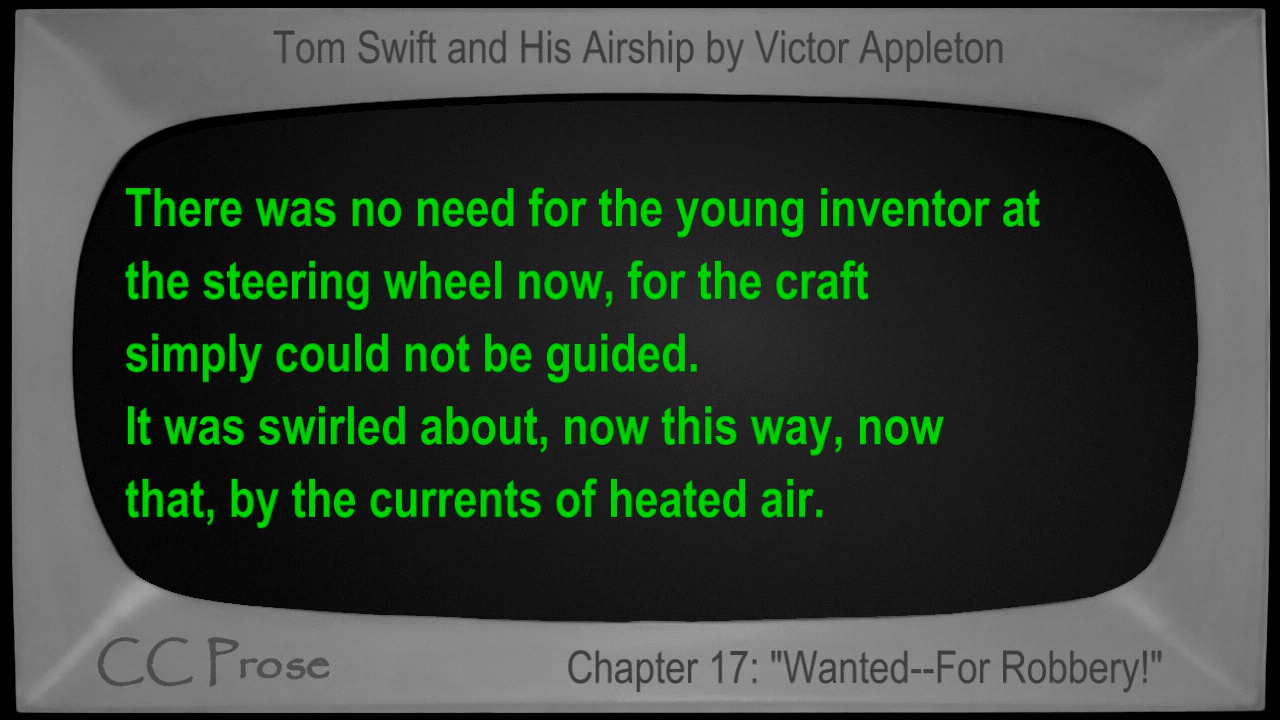 Tom Swift and His Airship by Victor Appleton
There was no need for the young inventor at
the steering wheel now, for the craft
simply could not be guided.
It was swirled about, now this way, now
that, by the currents of heated air.
CC Prose
Chapter 17: "Wanted--For Robbery!"